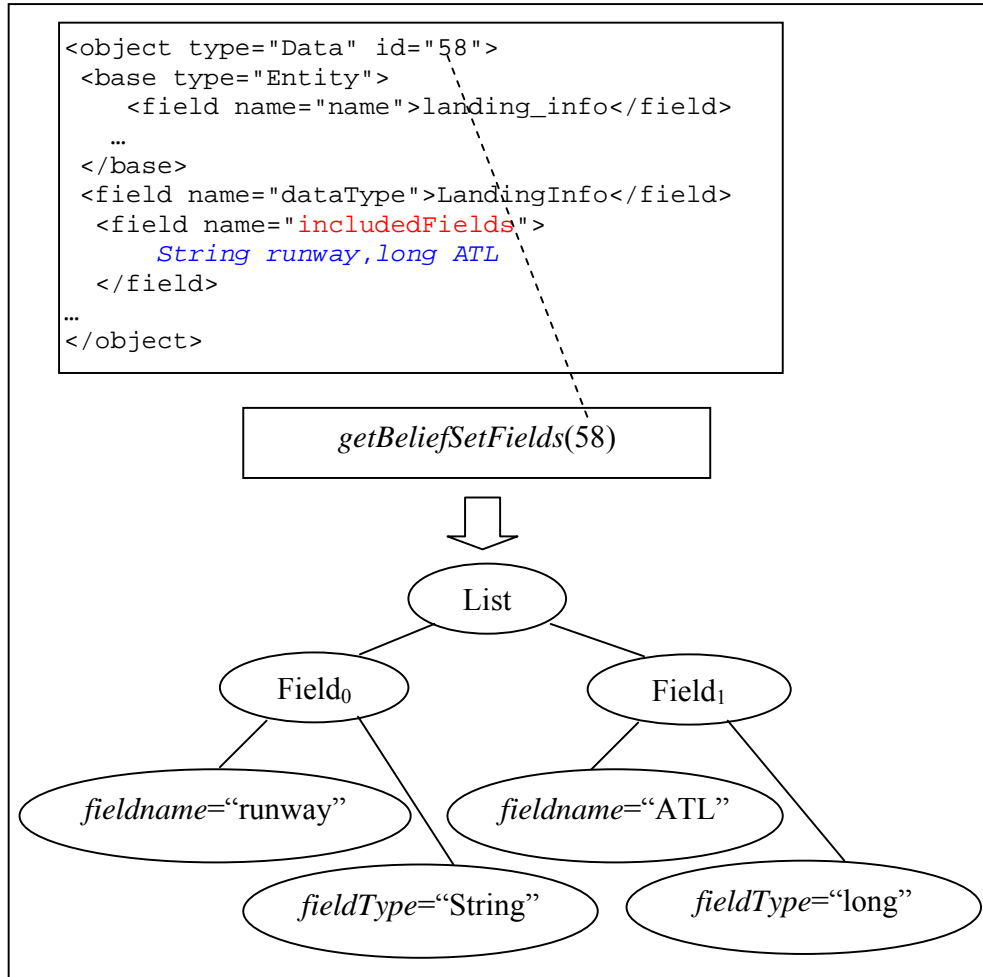 <object type="Data" id="58">
<base type="Entity">
<field name="name">landing_info</field>
…
</base>
<field name="dataType">LandingInfo</field>
<field name="includedFields">
String runway,long ATL
</field>
…
</object>
getBeliefSetFields(58)
List
Field₀
Field₁
fieldname=“runway”
fieldname=“ATL”
fieldType=“String”
fieldType=“long”